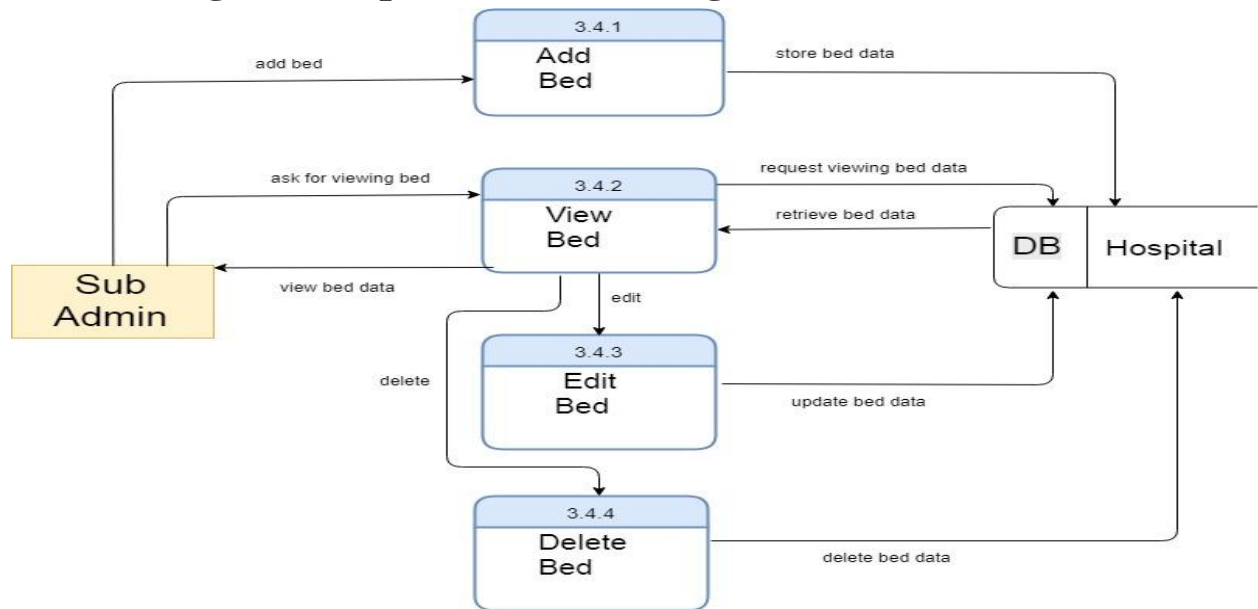 3.4.1
Add
Bed
add bed
store bed data
ask for viewing bed
3.4.2
View
Bed
request viewing bed data
retrieve bed data
DB
Hospital
Sub
Admin
view bed data
edit
3.4.3
Edit
Bed
delete
update bed data
3.4.4
Delete
Bed
delete bed data